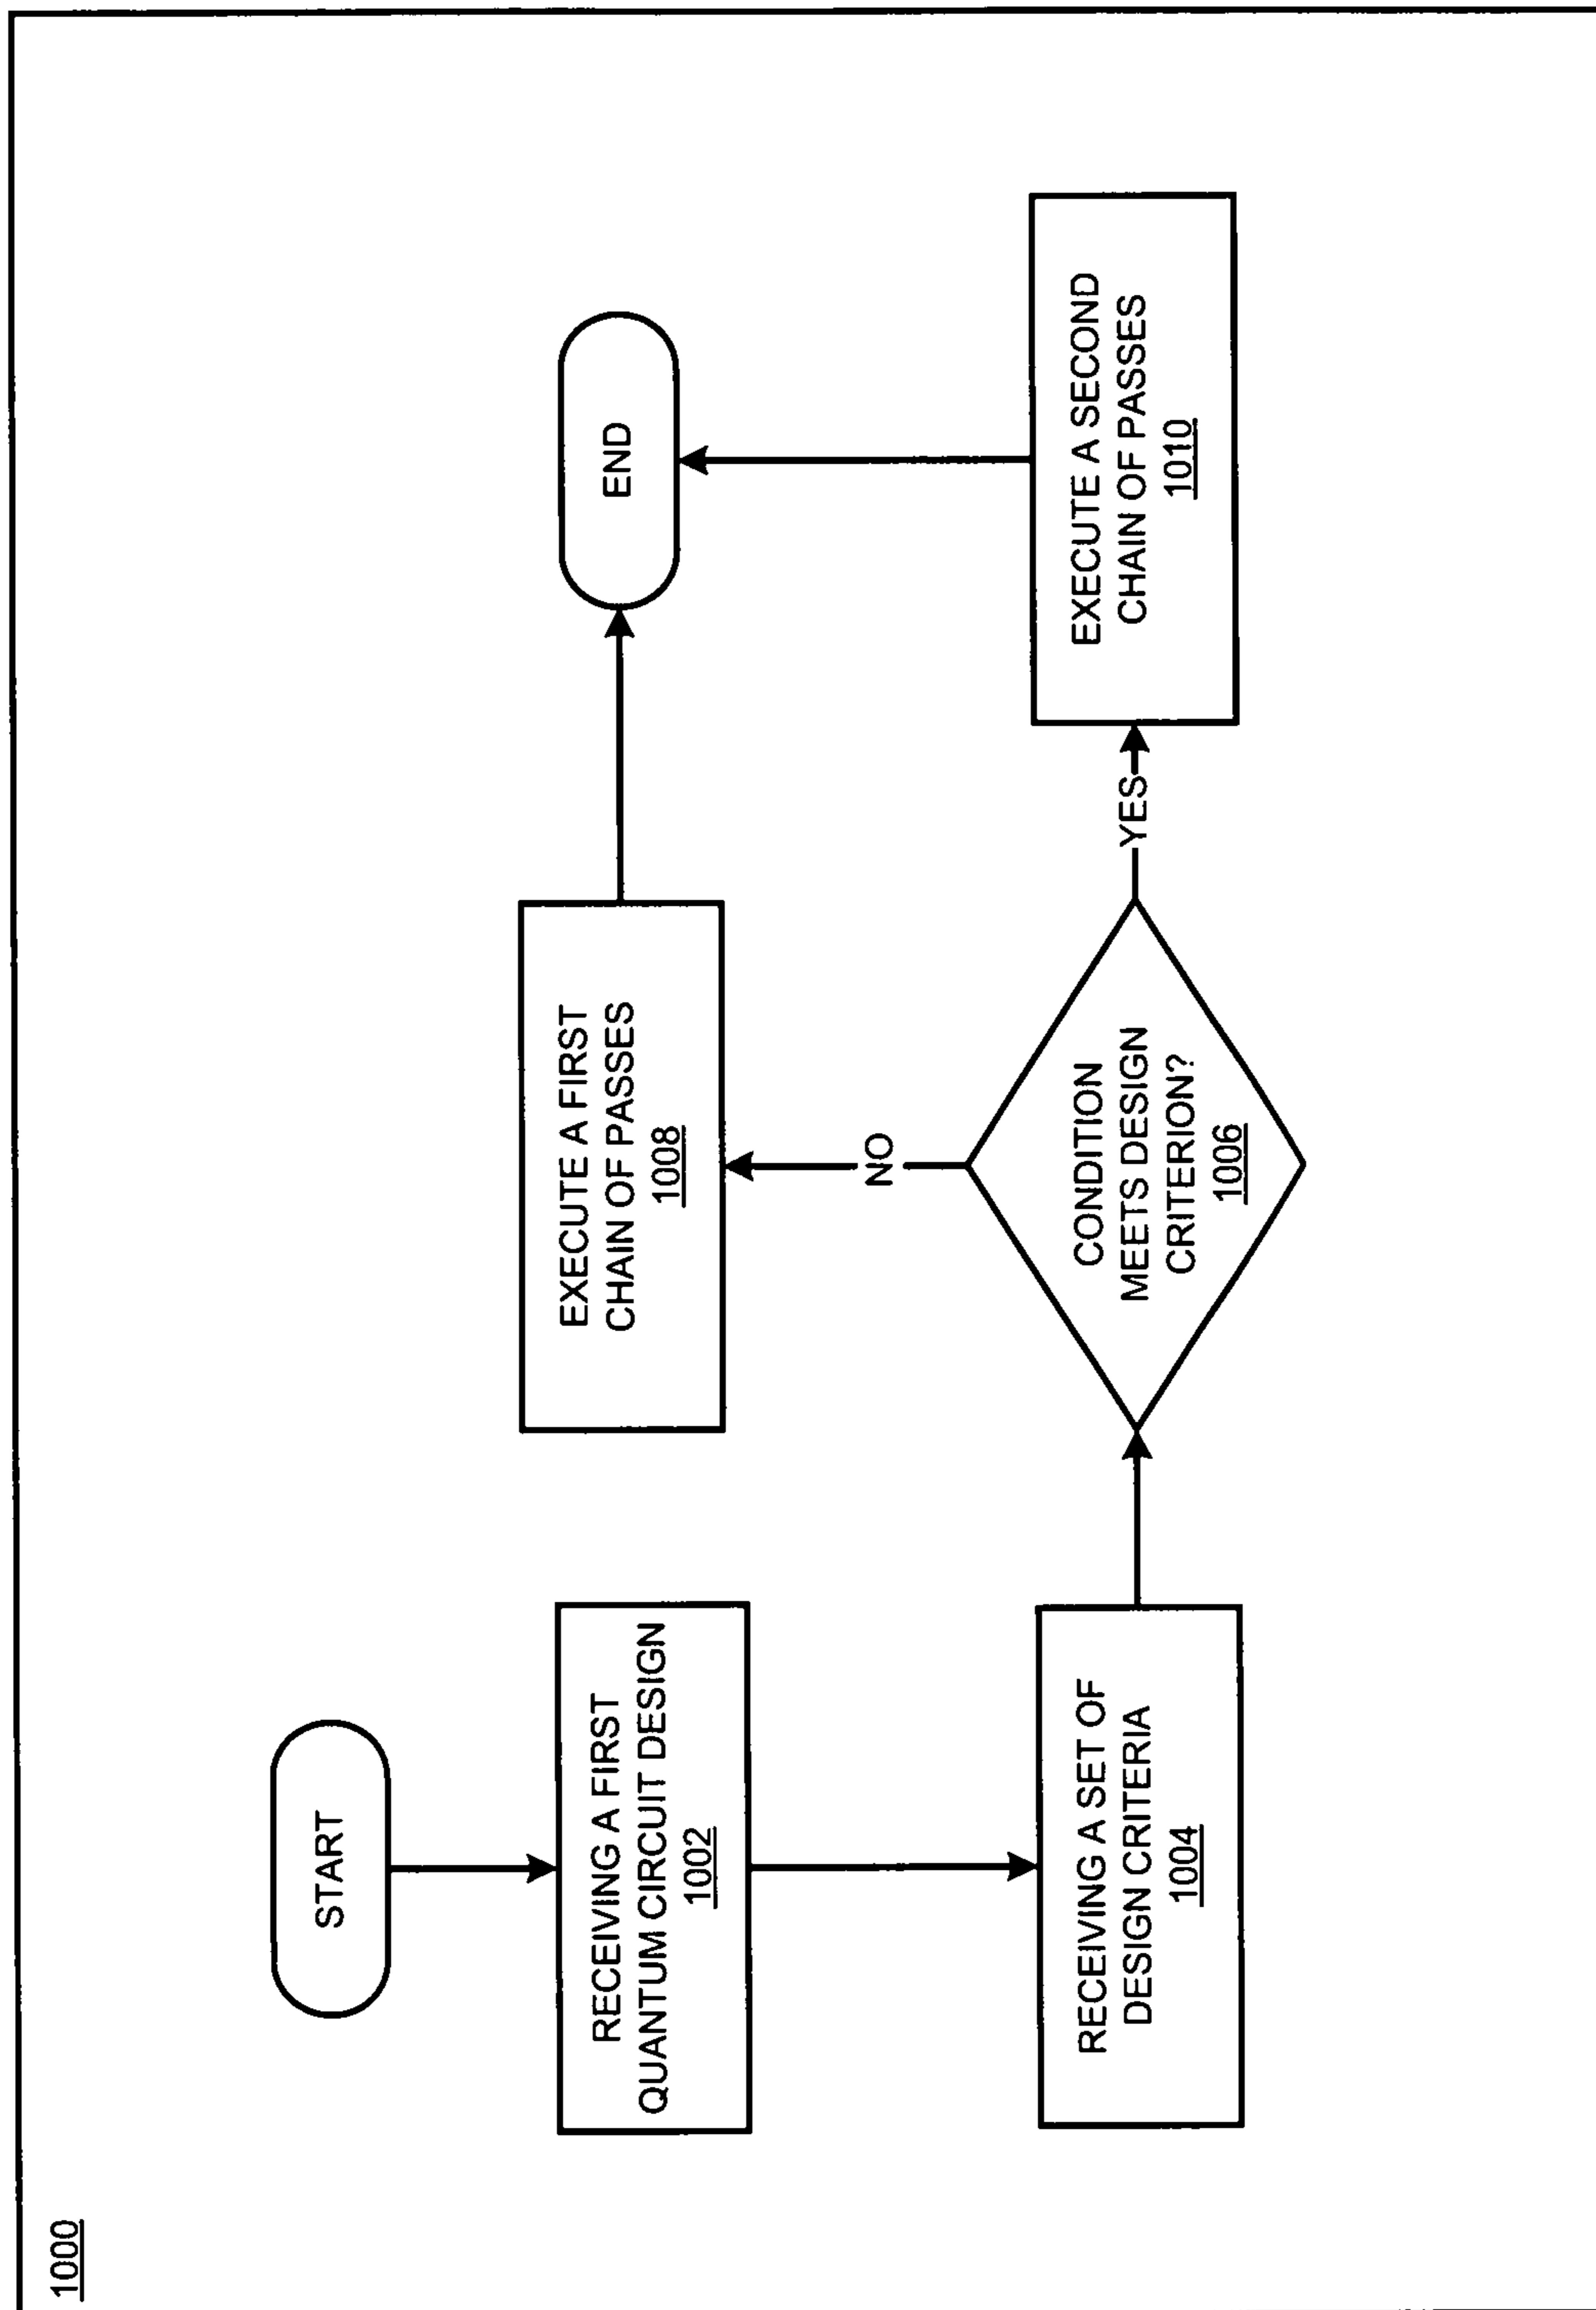 1000
START
RECEIVING A FIRST
QUANTUM CIRCUIT DESIGN
1002
RECEIVING A SET OF
DESIGN CRITERIA
1004
CONDITION
MEETS DESIGN
CRITERION?
1006
NO
EXECUTE A FIRST
CHAIN OF PASSES
1008
YES
EXECUTE A SECOND
CHAIN OF PASSES
1010
END